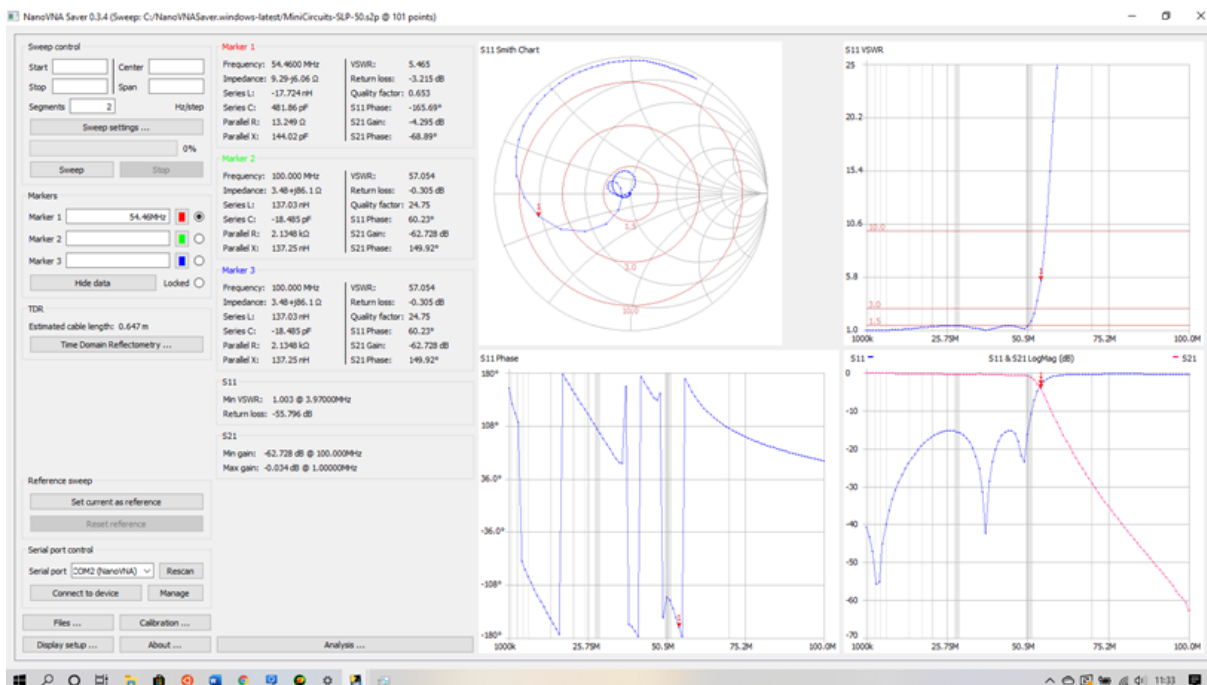 NanoVNA Saver 0.3.4 (Sweep: C:/NanoVNASaver.windows-latest/MiniCircuits-SLP-50.s2p @ 101 points)
Sweep control
Start
Center
Stop
Span
Segments 2 Hz/step
Sweep settings ...
0%
Sweep
Stop
Markers
Marker 1 54.46MHz
Marker 2
Marker 3
Hide data
Locked
TDR
Estimated cable length: 0.647 m
Time Domain Reflectometry ...
Reference sweep
Set current as reference
Reset reference
Serial port control
Serial port COM2 (NanoVNA) Rescan
Connect to device Manage
Files ... Calibration ...
Display setup ... About ...
Marker 1
Frequency: 54.4600 MHz VSWR: 5.465
Impedance: 9.29-j6.06 Ω Return loss: -3.215 dB
Series L: -17.724 nH Quality factor: 0.653
Series C: 481.86 pF S11 Phase: -165.69°
Parallel R: 13.249 Ω S21 Gain: -4.295 dB
Parallel X: 144.02 pF S21 Phase: -68.89°
Marker 2
Frequency: 100.000 MHz VSWR: 57.054
Impedance: 3.48+j86.1 Ω Return loss: -0.305 dB
Series L: 137.03 nH Quality factor: 24.75
Series C: -18.485 pF S11 Phase: 60.23°
Parallel R: 2.1348 kΩ S21 Gain: -62.728 dB
Parallel X: 137.25 nH S21 Phase: 149.92°
Marker 3
Frequency: 100.000 MHz VSWR: 57.054
Impedance: 3.48+j86.1 Ω Return loss: -0.305 dB
Series L: 137.03 nH Quality factor: 24.75
Series C: -18.485 pF S11 Phase: 60.23°
Parallel R: 2.1348 kΩ S21 Gain: -62.728 dB
Parallel X: 137.25 nH S21 Phase: 149.92°
S11
Min VSWR: 1.003 @ 3.97000MHz
Return loss: -55.796 dB
S21
Min gain: -62.728 dB @ 100.000MHz
Max gain: -0.034 dB @ 1.00000MHz
Analysis ...
S11 Smith Chart
1
1.5
3.0
10.0
S11 VSWR
25
20.2
15.4
10.6
10.0
5.8
1
3.0
1.5
1.0
1000k 25.79M 50.9M 75.2M 100.0M
S11 Phase
180°
108°
36.0°
-36.0°
-108°
1
-180°
1000k 25.79M 50.9M 75.2M 100.0M
S11 S11 & S21 LogMag (dB) S21
0
-10
-20
-30
-40
-50
-60
-70
1000k 25.79M 50.9M 75.2M 100.0M
11:33